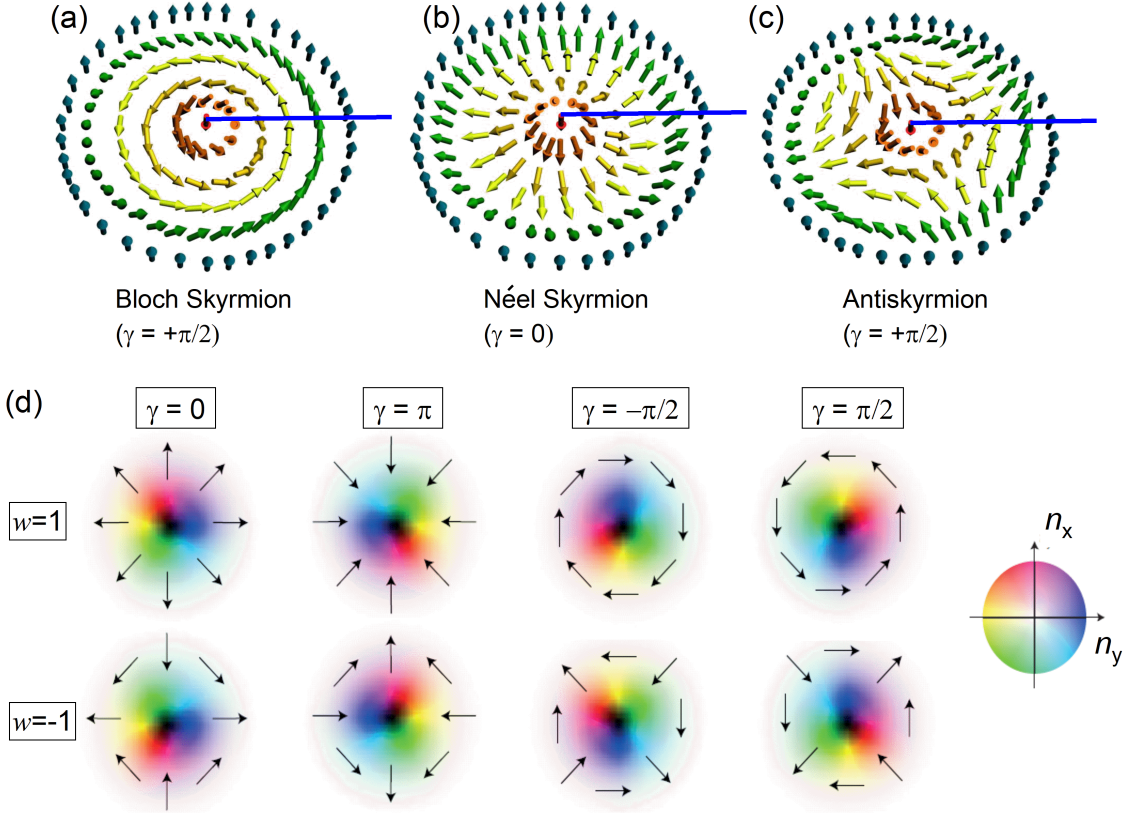 (a) (b) (c)
Bloch Skyrmion
(γ = +π/2)
Néel Skyrmion
(γ = 0)
Antiskyrmion
(γ = +π/2)
(d)
γ = 0 γ = π γ = −π/2 γ = π/2
w=1
w=-1
nx
ny